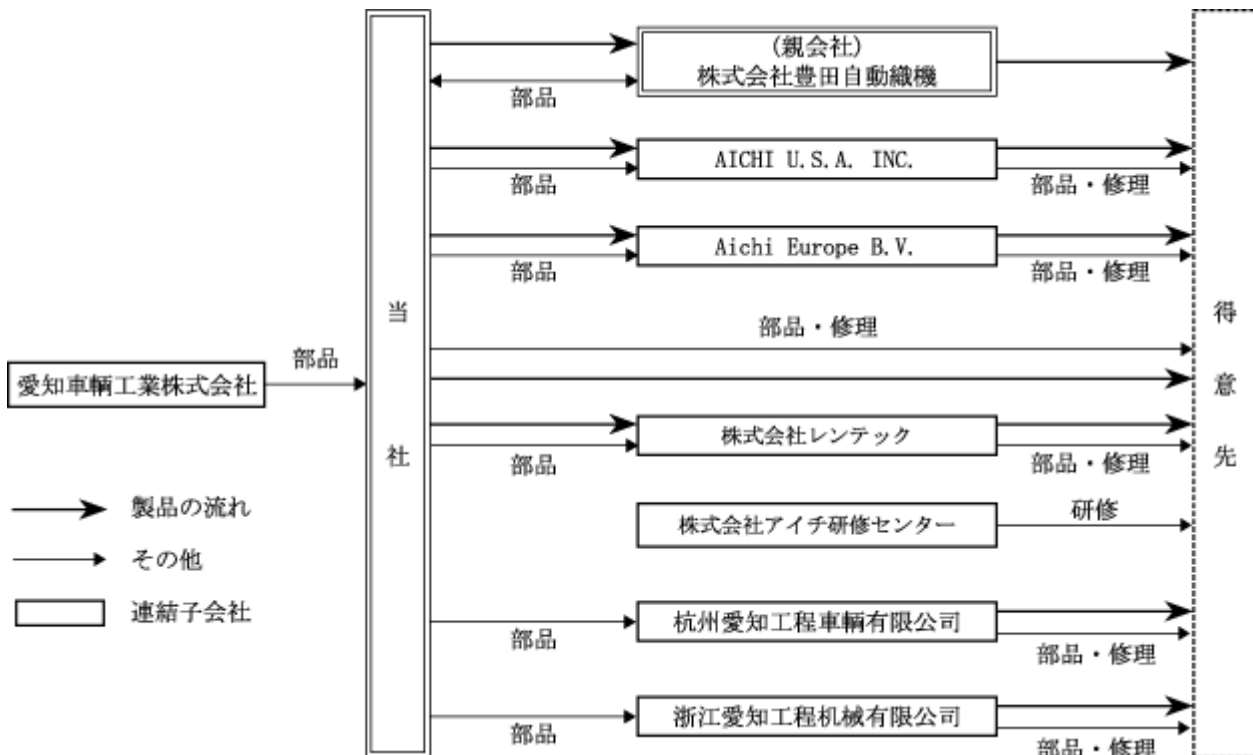 (親会社)
株式会社豊田自動織機
部品
AICHI U.S.A. INC.
部品
部品・修理
Aichi Europe B.V.
部品
部品・修理
当社
得意先
部品・修理
部品
愛知車輌工業株式会社
株式会社レンテック
部品
部品・修理
製品の流れ
株式会社アイチ研修センター
研修
その他
連結子会社
杭州愛知工程車輌有限公司
部品
部品・修理
浙江愛知工程机械有限公司
部品
部品・修理